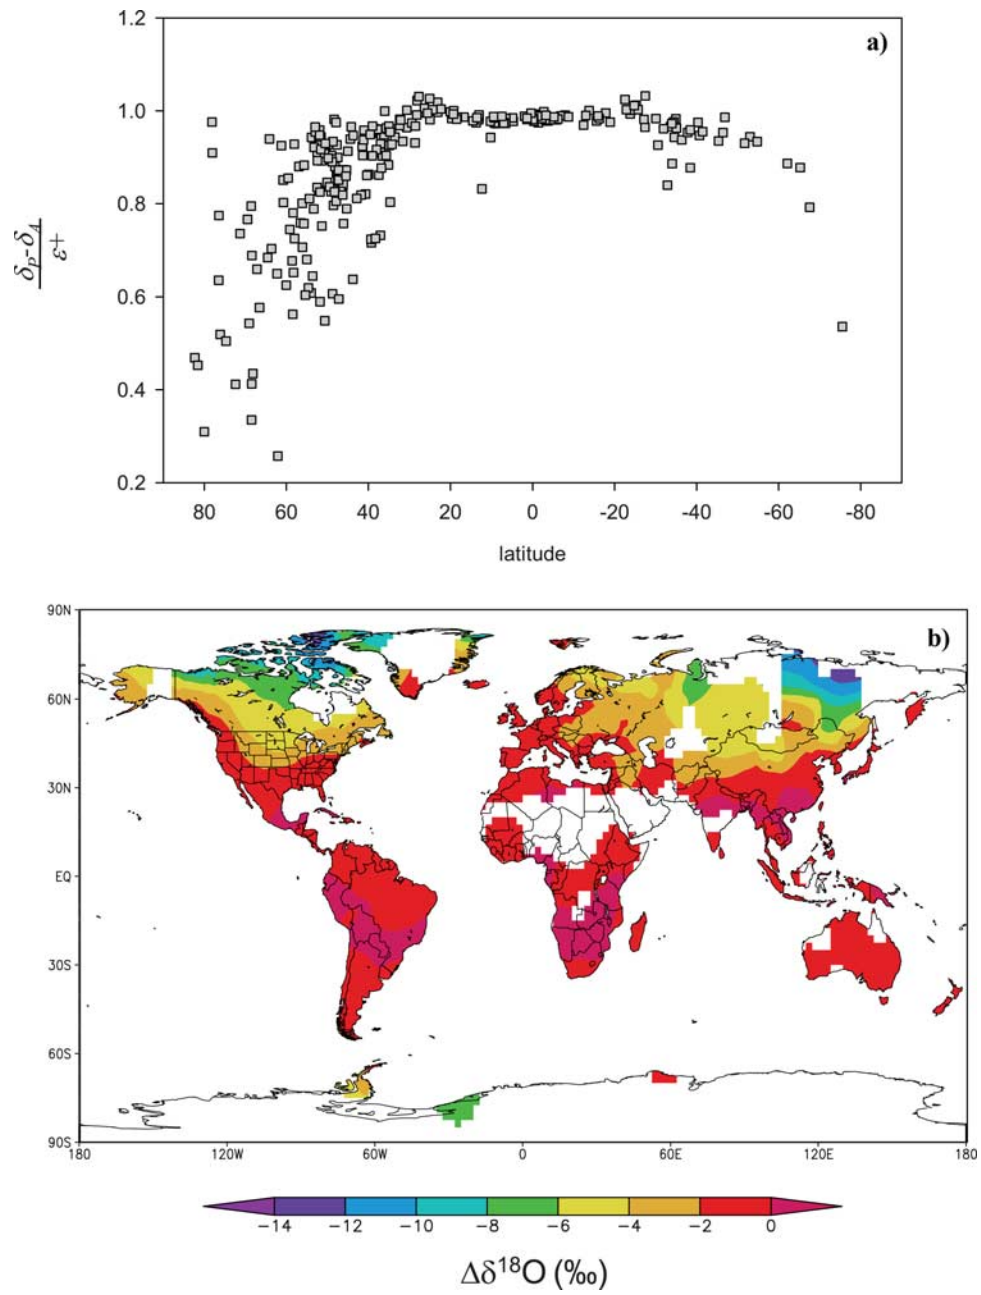 1.2
a)
1.0
0.8
δp-δA
ε+
0.6
0.4
0.2
80 60 40 20 0 -20 -40 -60 -80
latitude
90N
b)
60N
30N
EQ
30S
60S
90S
180 120W 60W 0 60E 120E 180
−14 −12 −10 −8 −6 −4 −2 0
Δδ¹⁸O (‰)